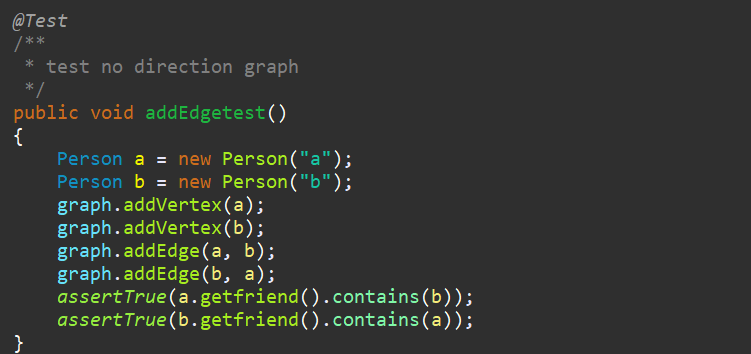 @Test
/**
 * test no direction graph
 */
public void addEdgetest()
{
    Person a = new Person("a");
    Person b = new Person("b");
    graph.addVertex(a);
    graph.addVertex(b);
    graph.addEdge(a, b);
    graph.addEdge(b, a);
    assertTrue(a.getfriend().contains(b));
    assertTrue(b.getfriend().contains(a));
}